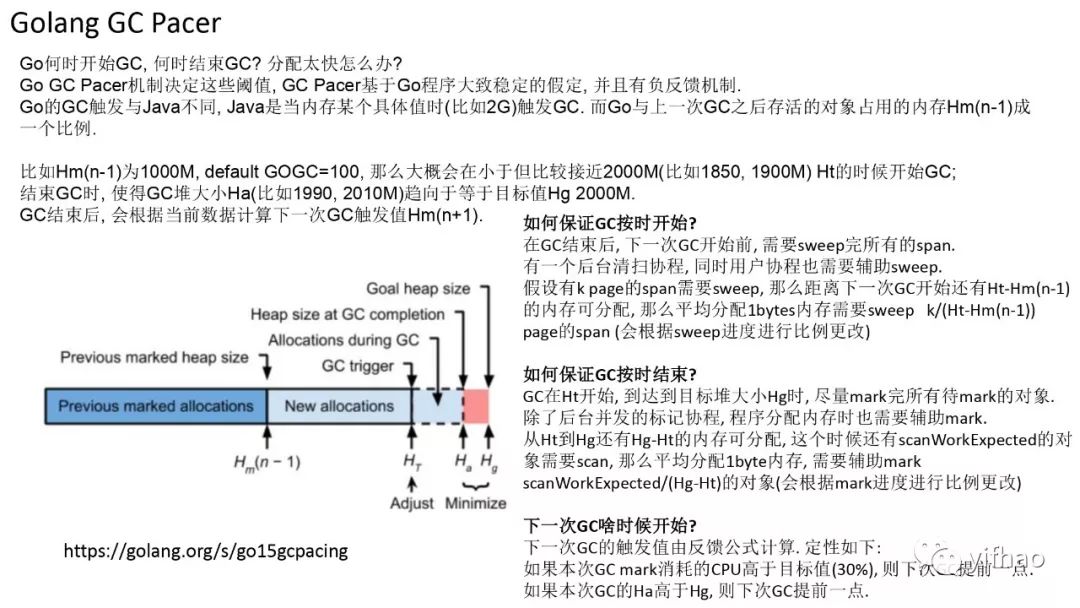 Golang GC Pacer
Go何时开始GC, 何时结束GC? 分配太快怎么办?
Go GC Pacer机制决定这些阈值, GC Pacer基于Go程序大致稳定的假定, 并且有负反馈机制.
Go的GC触发与Java不同, Java是当内存某个具体值时(比如2G)触发GC. 而Go与上一次GC之后存活的对象占用的内存Hm(n-1)成
一个比例.
比如Hm(n-1)为1000M, default GOGC=100, 那么大概会在小于但比较接近2000M(比如1850, 1900M) Ht的时候开始GC;
结束GC时, 使得GC堆大小Ha(比如1990, 2010M)趋向于等于目标值Hg 2000M.
GC结束后, 会根据当前数据计算下一次GC触发值Hm(n+1).
如何保证GC按时开始?
在GC结束后, 下一次GC开始前, 需要sweep完所有的span.
有一个后台清扫协程, 同时用户协程也需要辅助sweep.
假设有k page的span需要sweep, 那么距离下一次GC开始还有Ht-Hm(n-1)
的内存可分配, 那么平均分配1bytes内存需要sweep k/(Ht-Hm(n-1))
page的span (会根据sweep进度进行比例更改)
如何保证GC按时结束?
GC在Ht开始, 到达到目标堆大小Hg时, 尽量mark完所有待mark的对象.
除了后台并发的标记协程, 程序分配内存时也需要辅助mark.
从Ht到Hg还有Hg-Ht的内存可分配, 这个时候还有scanWorkExpected的对
象需要scan, 那么平均分配1byte内存, 需要辅助mark
scanWorkExpected/(Hg-Ht)的对象(会根据mark进度进行比例更改)
下一次GC啥时候开始?
下一次GC的触发值由反馈公式计算. 定性如下:
如果本次GC mark消耗的CPU高于目标值(30%), 则下次 提前一点.
如果本次GC的Ha高于Hg, 则下次GC提前一点.
Goal heap size
Heap size at GC completion
Allocations during GC
Previous marked heap size
GC trigger
Previous marked allocations
New allocations
Hm(n − 1)
HT
Ha
Hg
Adjust
Minimize
https://golang.org/s/go15gcpacing
yifhao